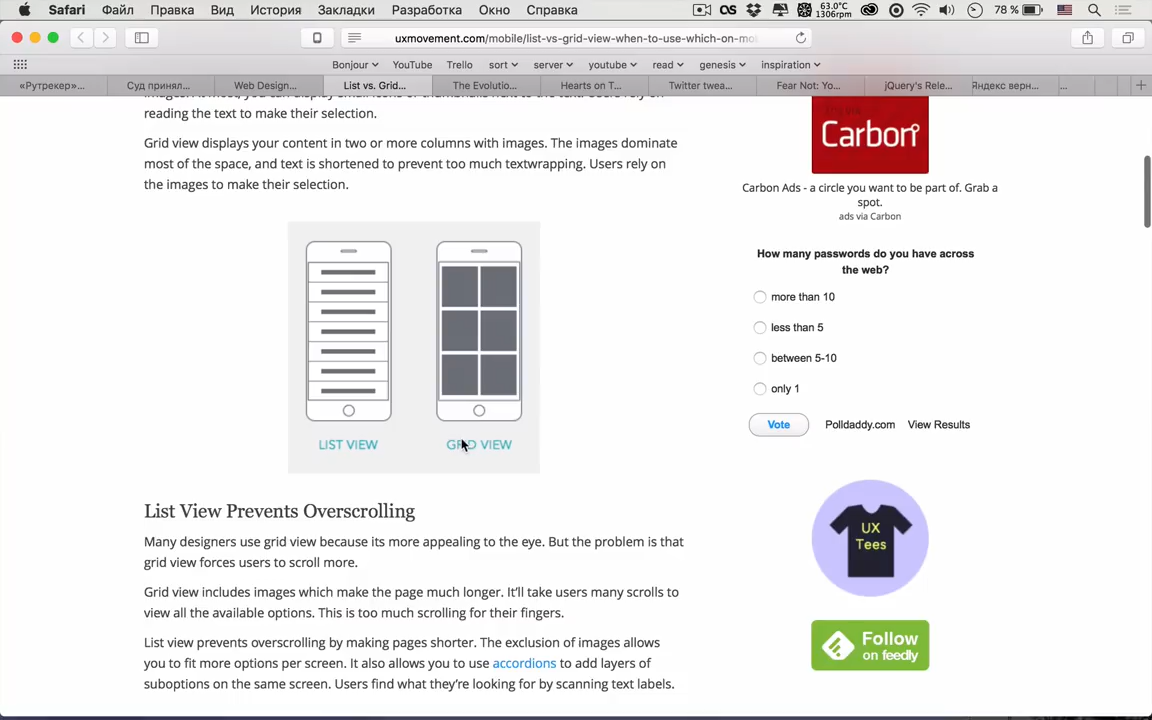 Safari Файл Правка Вид История Закладки Разработка Окно Справка 63.0°C 1306rpm 78 %
uxmovement.com/mobile/list-vs-grid-view-when-to-use-which-on-mo
Bonjour YouTube Trello sort server youtube read genesis inspiration
«Рутрекер»... Суд принял... Web Design... List vs. Grid... The Evolutio... Hearts on T... Twitter twea... Fear Not: Yo... jQuery's Rele... Яндекс верн... ...
reading the text to make their selection.
Grid view displays your content in two or more columns with images. The images dominate
most of the space, and text is shortened to prevent too much textwrapping. Users rely on
the images to make their selection.
LIST VIEW GRID VIEW
List View Prevents Overscrolling
Many designers use grid view because its more appealing to the eye. But the problem is that
grid view forces users to scroll more.
Grid view includes images which make the page much longer. It'll take users many scrolls to
view all the available options. This is too much scrolling for their fingers.
List view prevents overscrolling by making pages shorter. The exclusion of images allows
you to fit more options per screen. It also allows you to use accordions to add layers of
suboptions on the same screen. Users find what they're looking for by scanning text labels.
Carbon
Carbon Ads - a circle you want to be part of. Grab a
spot.
ads via Carbon
How many passwords do you have across
the web?
more than 10
less than 5
between 5-10
only 1
Vote Polldaddy.com View Results
UX
Tees
Follow
on feedly